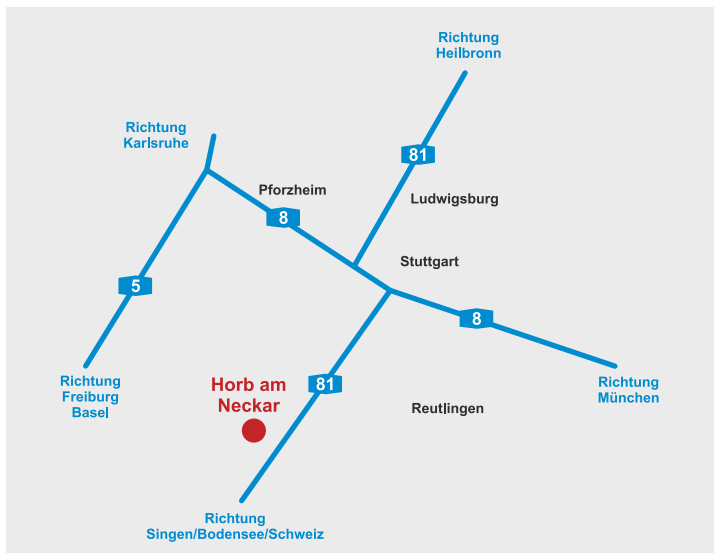 Richtung
Heilbronn
Richtung
Karlsruhe
81
Pforzheim
Ludwigsburg
8
Stuttgart
5
8
Richtung
Freiburg
Basel
Horb am
Neckar
81
Richtung
München
Reutlingen
Richtung
Singen/Bodensee/Schweiz